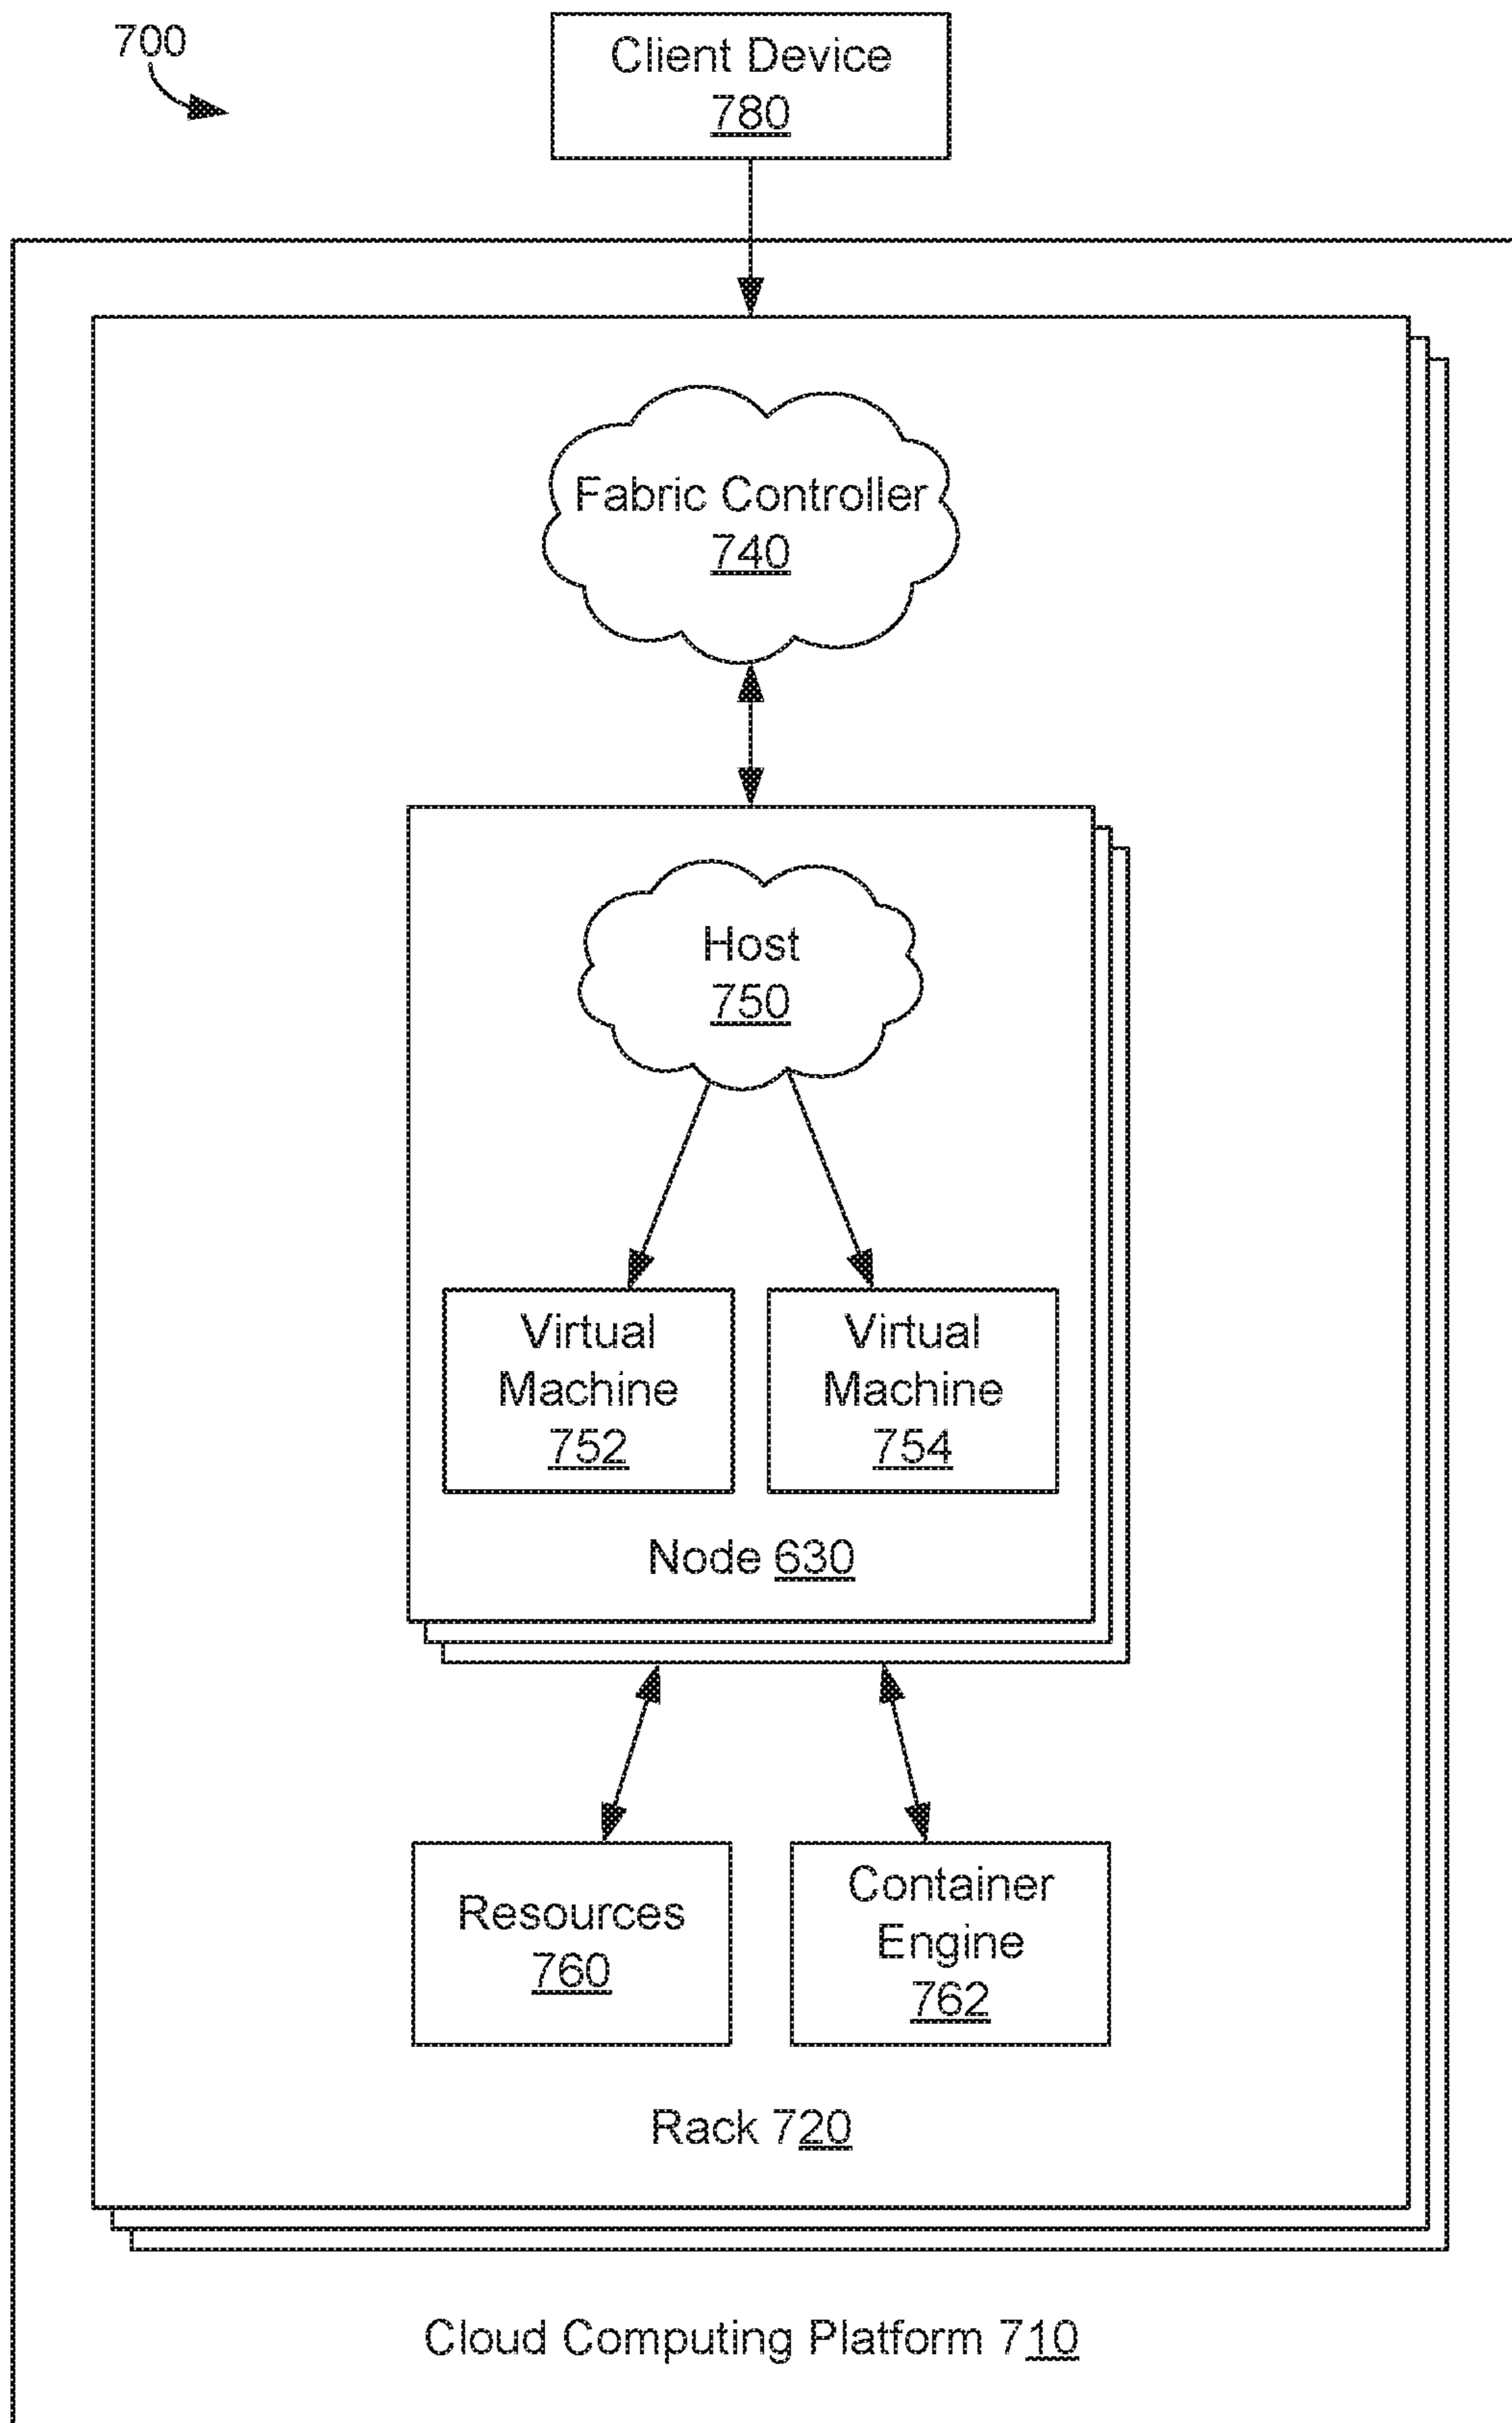 700
Client Device
780
Fabric Controller
740
Host
750
Virtual
Machine
752
Virtual
Machine
754
Node 630
Resources
760
Container
Engine
762
Rack 720
Cloud Computing Platform 710